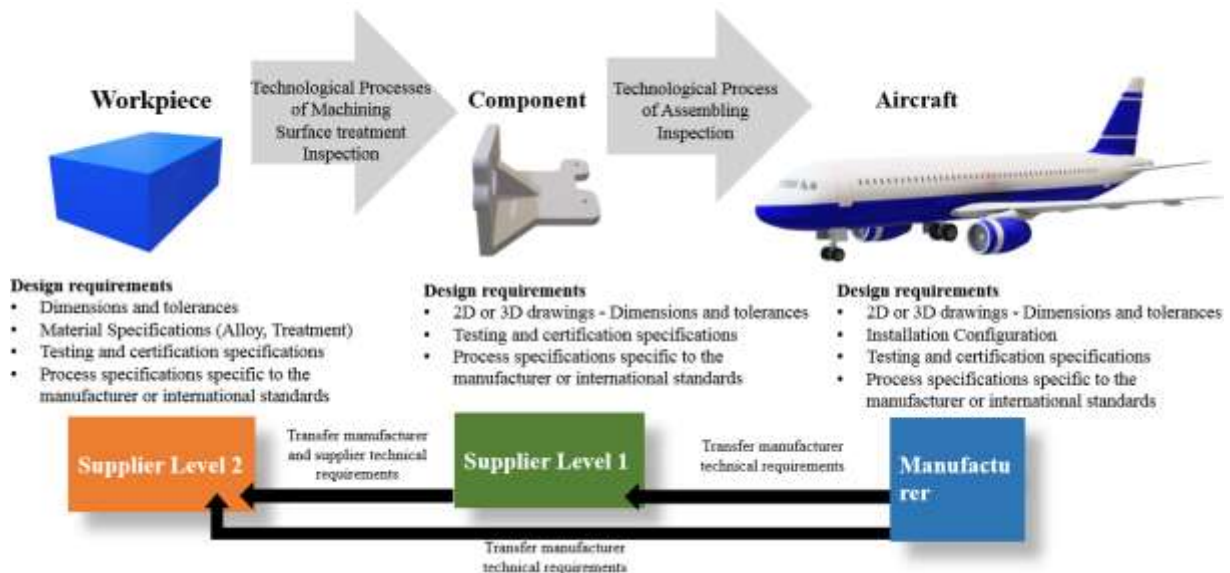 Workpiece
Technological Processes
of Machining
Surface treatment
Inspection
Component
Technological Process
of Assembling
Inspection
Aircraft
Design requirements
• Dimensions and tolerances
• Material Specifications (Alloy, Treatment)
• Testing and certification specifications
• Process specifications specific to the
manufacturer or international standards
Design requirements
• 2D or 3D drawings - Dimensions and tolerances
• Testing and certification specifications
• Process specifications specific to the
manufacturer or international standards
Design requirements
• 2D or 3D drawings - Dimensions and tolerances
• Installation Configuration
• Testing and certification specifications
• Process specifications specific to the
manufacturer or international standards
Supplier Level 2
Transfer manufacturer
and supplier technical
requirements
Supplier Level 1
Transfer manufacturer
technical requirements
Manufactu
rer
Transfer manufacturer
technical requirements